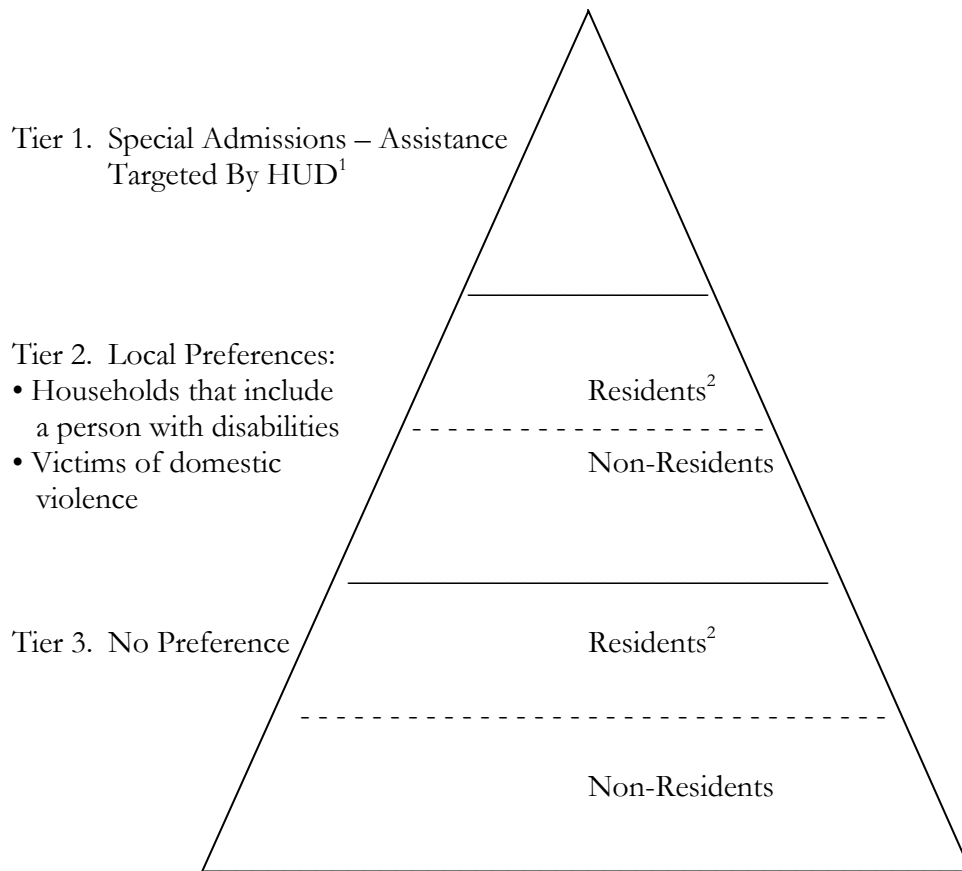 Tier 1. Special Admissions – Assistance
Targeted By HUD¹
Tier 2. Local Preferences:
• Households that include
a person with disabilities
• Victims of domestic
violence
Residents²
Non-Residents
Tier 3. No Preference
Residents²
Non-Residents